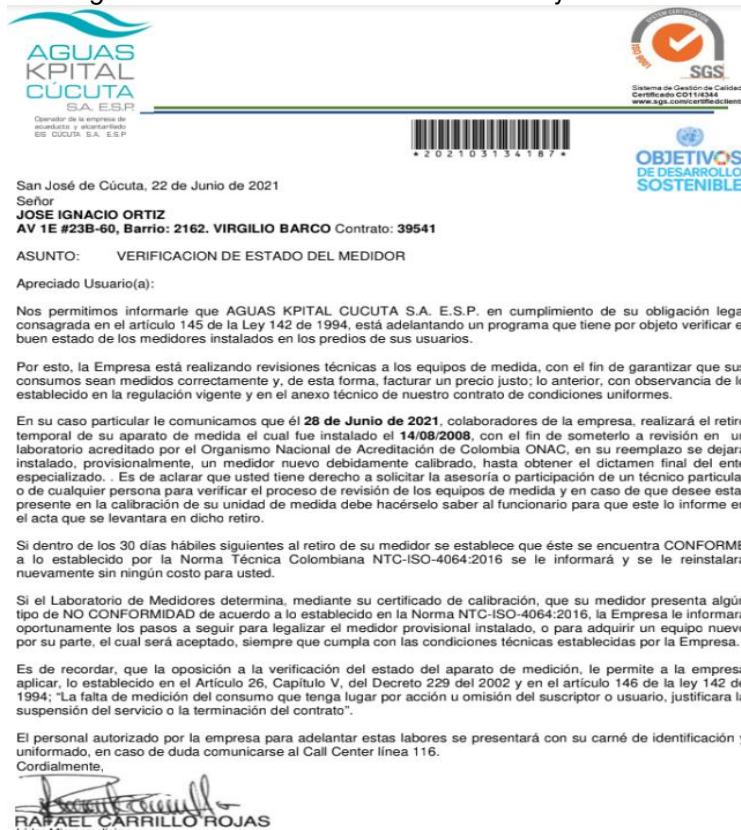 AGUAS
KPITAL
CÚCUTA
S.A. E.S.P.
Operador de la empresa de
acueducto y alcantarillado
EIS CÚCUTA S.A. E.S.P
SYSTEM CERTIFICATION
ISO 9001
SGS
Sistema de Gestión de Calidad
Certificado CO11/4344
www.sgs.com/certifiedclient
*202103134187*
OBJETIVOS
DE DESARROLLO
SOSTENIBLE
San José de Cúcuta, 22 de Junio de 2021
Señor
JOSE IGNACIO ORTIZ
AV 1E #23B-60, Barrio: 2162. VIRGILIO BARCO Contrato: 39541
ASUNTO: VERIFICACION DE ESTADO DEL MEDIDOR
Apreciado Usuario(a):
Nos permitimos informarle que AGUAS KPITAL CUCUTA S.A. E.S.P. en cumplimiento de su obligación lega
consagrada en el artículo 145 de la Ley 142 de 1994, está adelantando un programa que tiene por objeto verificar e
buen estado de los medidores instalados en los predios de sus usuarios.
Por esto, la Empresa está realizando revisiones técnicas a los equipos de medida, con el fin de garantizar que sus
consumos sean medidos correctamente y, de esta forma, facturar un precio justo; lo anterior, con observancia de lo
establecido en la regulación vigente y en el anexo técnico de nuestro contrato de condiciones uniformes.
En su caso particular le comunicamos que él 28 de Junio de 2021, colaboradores de la empresa, realizará el retiro
temporal de su aparato de medida el cual fue instalado el 14/08/2008, con el fin de someterlo a revisión en un
laboratorio acreditado por el Organismo Nacional de Acreditación de Colombia ONAC, en su reemplazo se dejará
instalado, provisionalmente, un medidor nuevo debidamente calibrado, hasta obtener el dictamen final del ente
especializado. . Es de aclarar que usted tiene derecho a solicitar la asesoría o participación de un técnico particula
o de cualquier persona para verificar el proceso de revisión de los equipos de medida y en caso de que desee esta
presente en la calibración de su unidad de medida debe hacérselo saber al funcionario para que este lo informe en
el acta que se levantara en dicho retiro.
Si dentro de los 30 días hábiles siguientes al retiro de su medidor se establece que éste se encuentra CONFORME
a lo establecido por la Norma Técnica Colombiana NTC-ISO-4064:2016 se le informará y se le reinstalará
nuevamente sin ningún costo para usted.
Si el Laboratorio de Medidores determina, mediante su certificado de calibración, que su medidor presenta algún
tipo de NO CONFORMIDAD de acuerdo a lo establecido en la Norma NTC-ISO-4064:2016, la Empresa le informará
oportunamente los pasos a seguir para legalizar el medidor provisional instalado, o para adquirir un equipo nuevo
por su parte, el cual será aceptado, siempre que cumpla con las condiciones técnicas establecidas por la Empresa.
Es de recordar, que la oposición a la verificación del estado del aparato de medición, le permite a la empresa
aplicar, lo establecido en el Artículo 26, Capítulo V, del Decreto 229 del 2002 y en el artículo 146 de la ley 142 de
1994; "La falta de medición del consumo que tenga lugar por acción u omisión del suscriptor o usuario, justificara la
suspensión del servicio o la terminación del contrato".
El personal autorizado por la empresa para adelantar estas labores se presentará con su carné de identificación y
uniformado, en caso de duda comunicarse al Call Center línea 116.
Cordialmente,
RAFAEL CARRILLO ROJAS